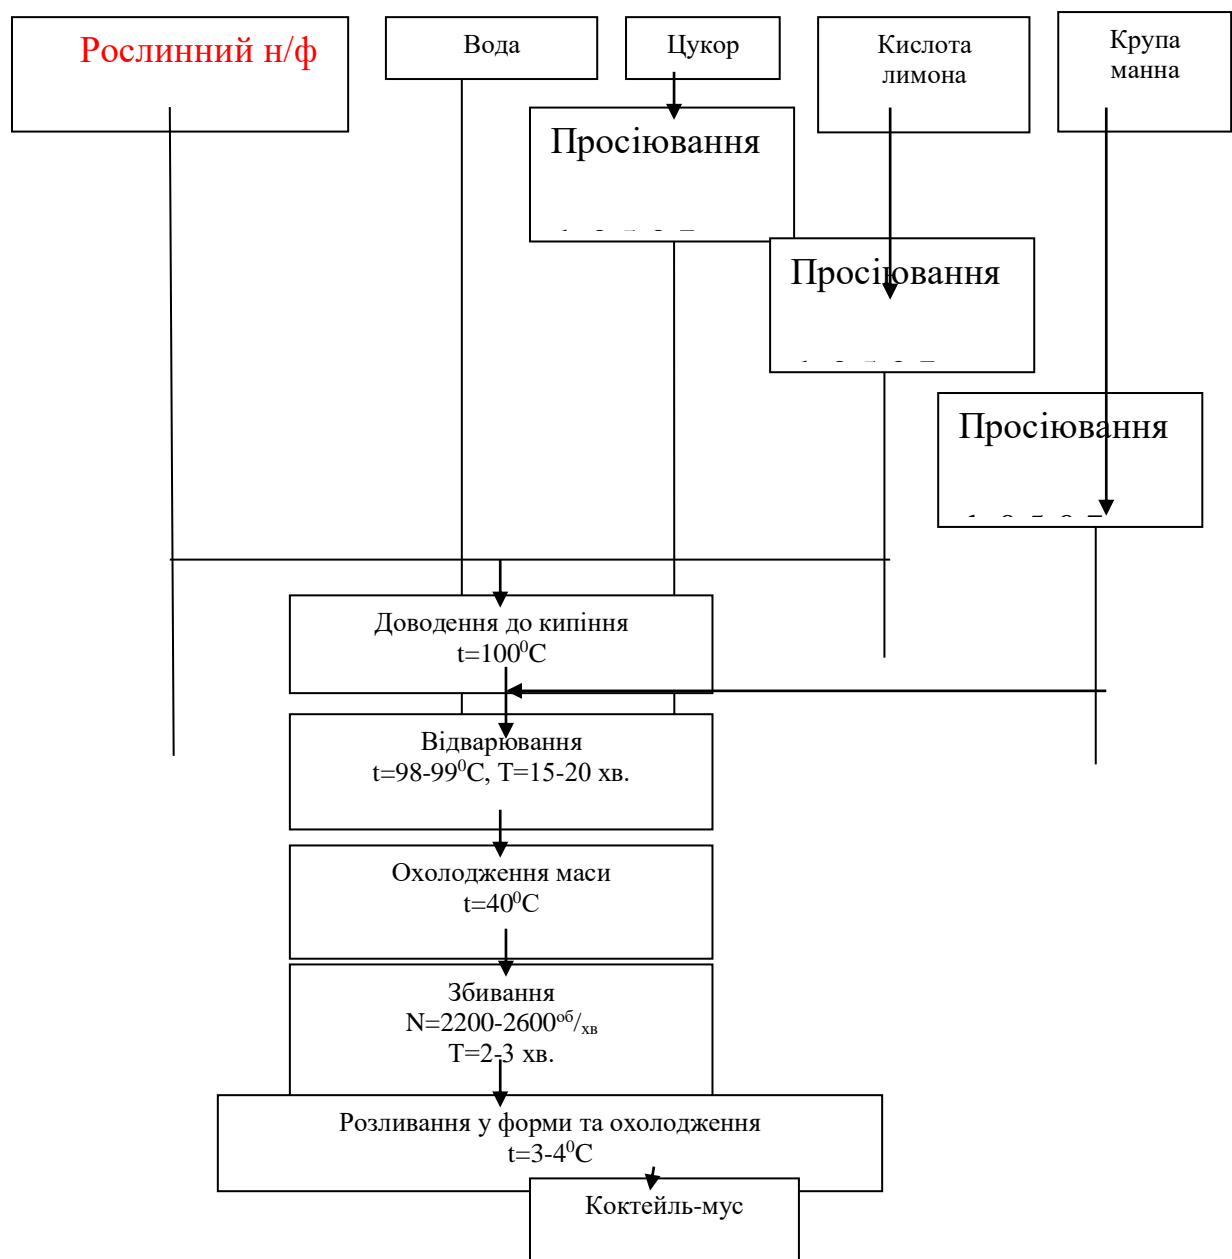 Рослинний н/ф
Вода
Цукор
Кислота
лимона
Крупа
манна
Просіювання
Просіювання
Просіювання
Доводення до кипіння
t=100⁰С
Відварювання
t=98-99⁰С, Т=15-20 хв.
Охолодження маси
t=40⁰С
Збивання
N=2200-2600об/хв
Т=2-3 хв.
Розливання у форми та охолодження
t=3-4⁰С
Коктейль-мус